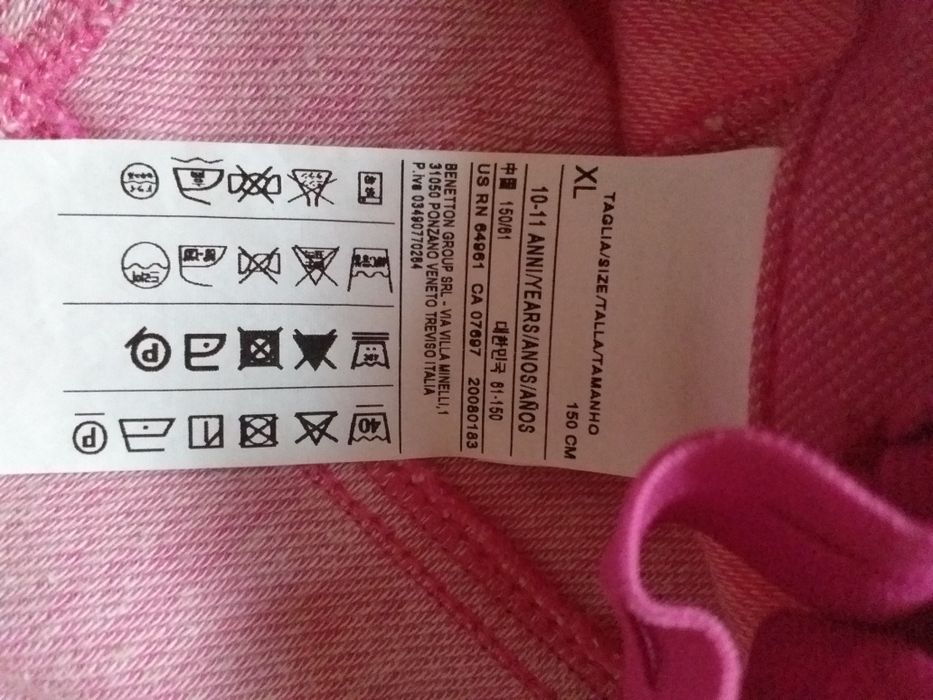 TAGLIA/SIZE/TALLA/TAMANHO
XL 150 CM
10-11 ANNI/YEARS/ANOS/AÑOS
中国 150/61 대한민국 61-150
US RN 64961 CA 07697 20080183
BENETTON GROUP SRL - VIA VILLA MINELLI,1
31050 PONZANO VENETO TREVISO ITALIA
P.iva 03490770264
40
P
P